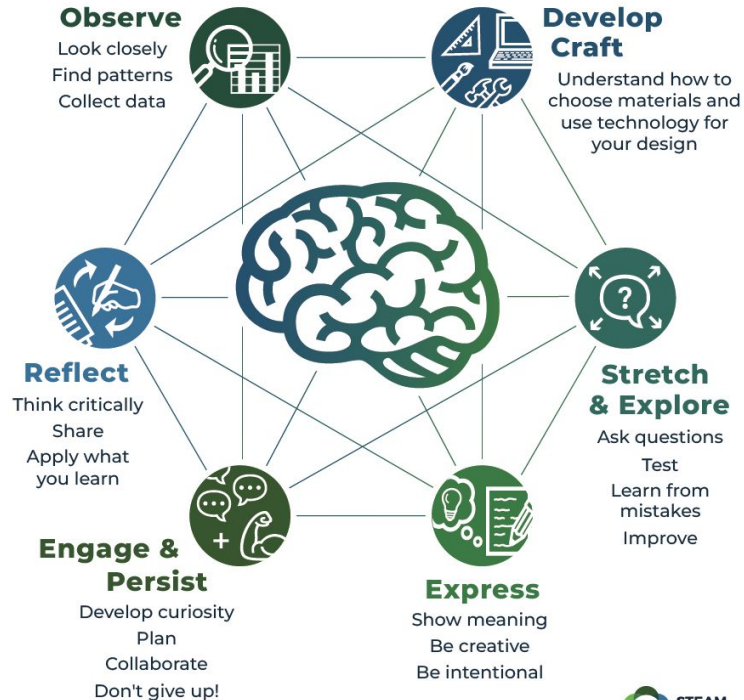 Observe
Look closely
Find patterns
Collect data
Develop
Craft
Understand how to
choose materials and
use technology for
your design
?
Reflect
Think critically
Share
Apply what
you learn
Stretch
& Explore
Ask questions
Test
Learn from
mistakes
Improve
+
Engage &
Persist
Develop curiosity
Plan
Collaborate
Don't give up!
Express
Show meaning
Be creative
Be intentional
STEAM